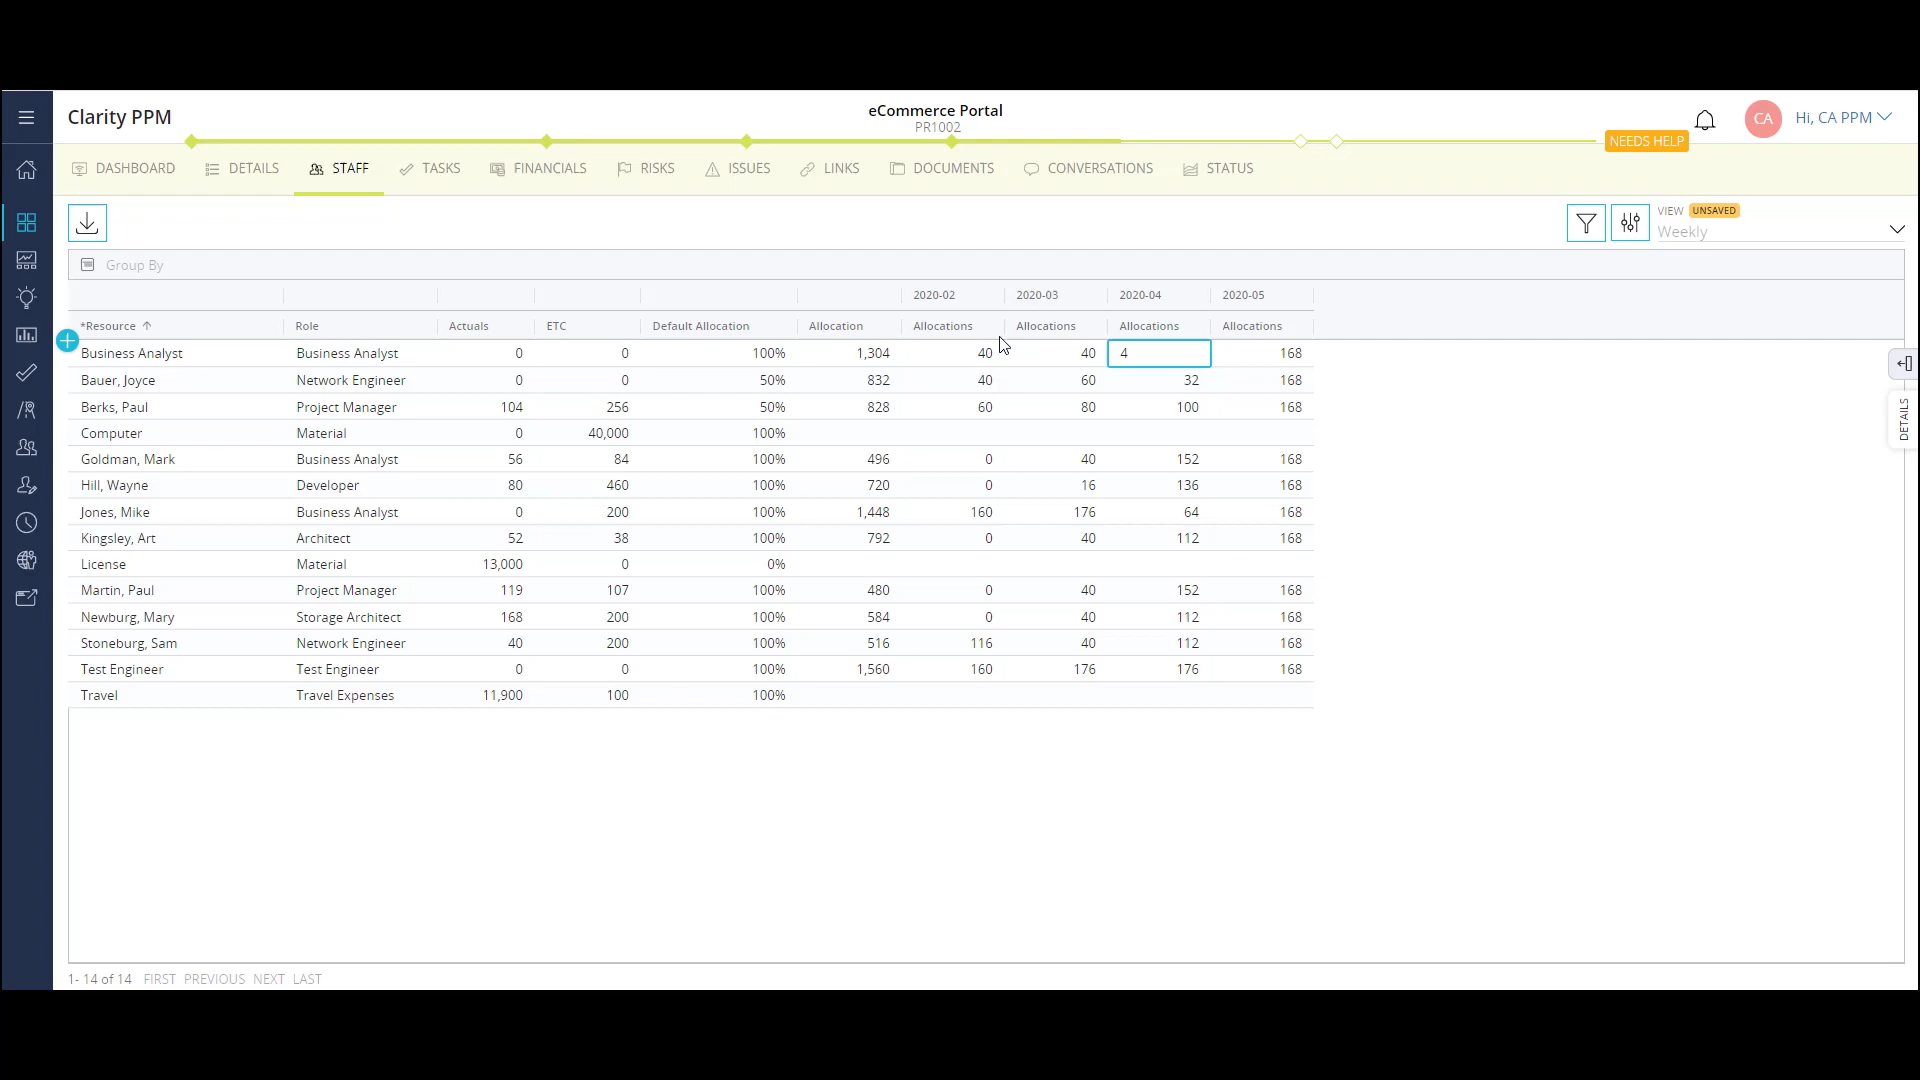 Clarity PPM
eCommerce Portal
PR1002
NEEDS HELP
CA Hi, CA PPM
DASHBOARD DETAILS STAFF TASKS FINANCIALS RISKS ISSUES LINKS DOCUMENTS CONVERSATIONS STATUS
VIEW UNSAVED
Weekly
Group By
2020-02 2020-03 2020-04 2020-05
*Resource Role Actuals ETC Default Allocation Allocation Allocations Allocations Allocations Allocations
Business Analyst Business Analyst 0 0 100% 1,304 40 40 4 168
Bauer, Joyce Network Engineer 0 0 50% 832 40 60 32 168
Berks, Paul Project Manager 104 256 50% 828 60 80 100 168
Computer Material 0 40,000 100%
Goldman, Mark Business Analyst 56 84 100% 496 0 40 152 168
Hill, Wayne Developer 80 460 100% 720 0 16 136 168
Jones, Mike Business Analyst 0 200 100% 1,448 160 176 64 168
Kingsley, Art Architect 52 38 100% 792 0 40 112 168
License Material 13,000 0 0%
Martin, Paul Project Manager 119 107 100% 480 0 40 152 168
Newburg, Mary Storage Architect 168 200 100% 584 0 40 112 168
Stoneburg, Sam Network Engineer 40 200 100% 516 116 40 112 168
Test Engineer Test Engineer 0 0 100% 1,560 160 176 176 168
Travel Travel Expenses 11,900 100 100%
DETAILS
1- 14 of 14 FIRST PREVIOUS NEXT LAST